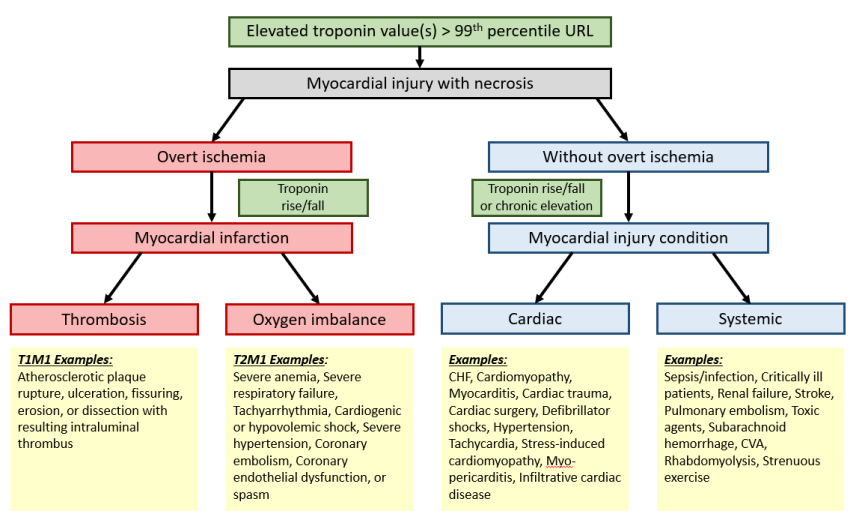 Elevated troponin value(s) > 99th percentile URL
Myocardial injury with necrosis
Overt ischemia
Without overt ischemia
Troponin
rise/fall
Troponin rise/fall
or chronic elevation
Myocardial infarction
Myocardial injury condition
Thrombosis
Oxygen imbalance
Cardiac
Systemic
T1M1 Examples:
Atherosclerotic plaque
rupture, ulceration, fissuring,
erosion, or dissection with
resulting intraluminal
thrombus
T2M1 Examples:
Severe anemia, Severe
respiratory failure,
Tachyarrhythmia, Cardiogenic
or hypovolemic shock, Severe
hypertension, Coronary
embolism, Coronary
endothelial dysfunction, or
spasm
Examples:
CHF, Cardiomyopathy,
Myocarditis, Cardiac trauma,
Cardiac surgery, Defibrillator
shocks, Hypertension,
Tachycardia, Stress-induced
cardiomyopathy, Myo-
pericarditis, Infiltrative cardiac
disease
Examples:
Sepsis/infection, Critically ill
patients, Renal failure, Stroke,
Pulmonary embolism, Toxic
agents, Subarachnoid
hemorrhage, CVA,
Rhabdomyolysis, Strenuous
exercise